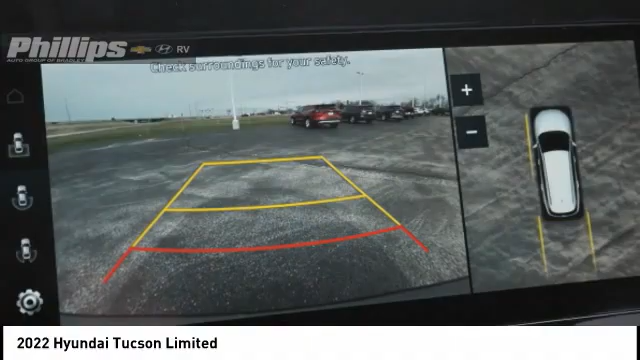 Phillips RV
AUTO GROUP OF BRADLEY
Check surroundings for your safety.
+
-
2022 Hyundai Tucson Limited